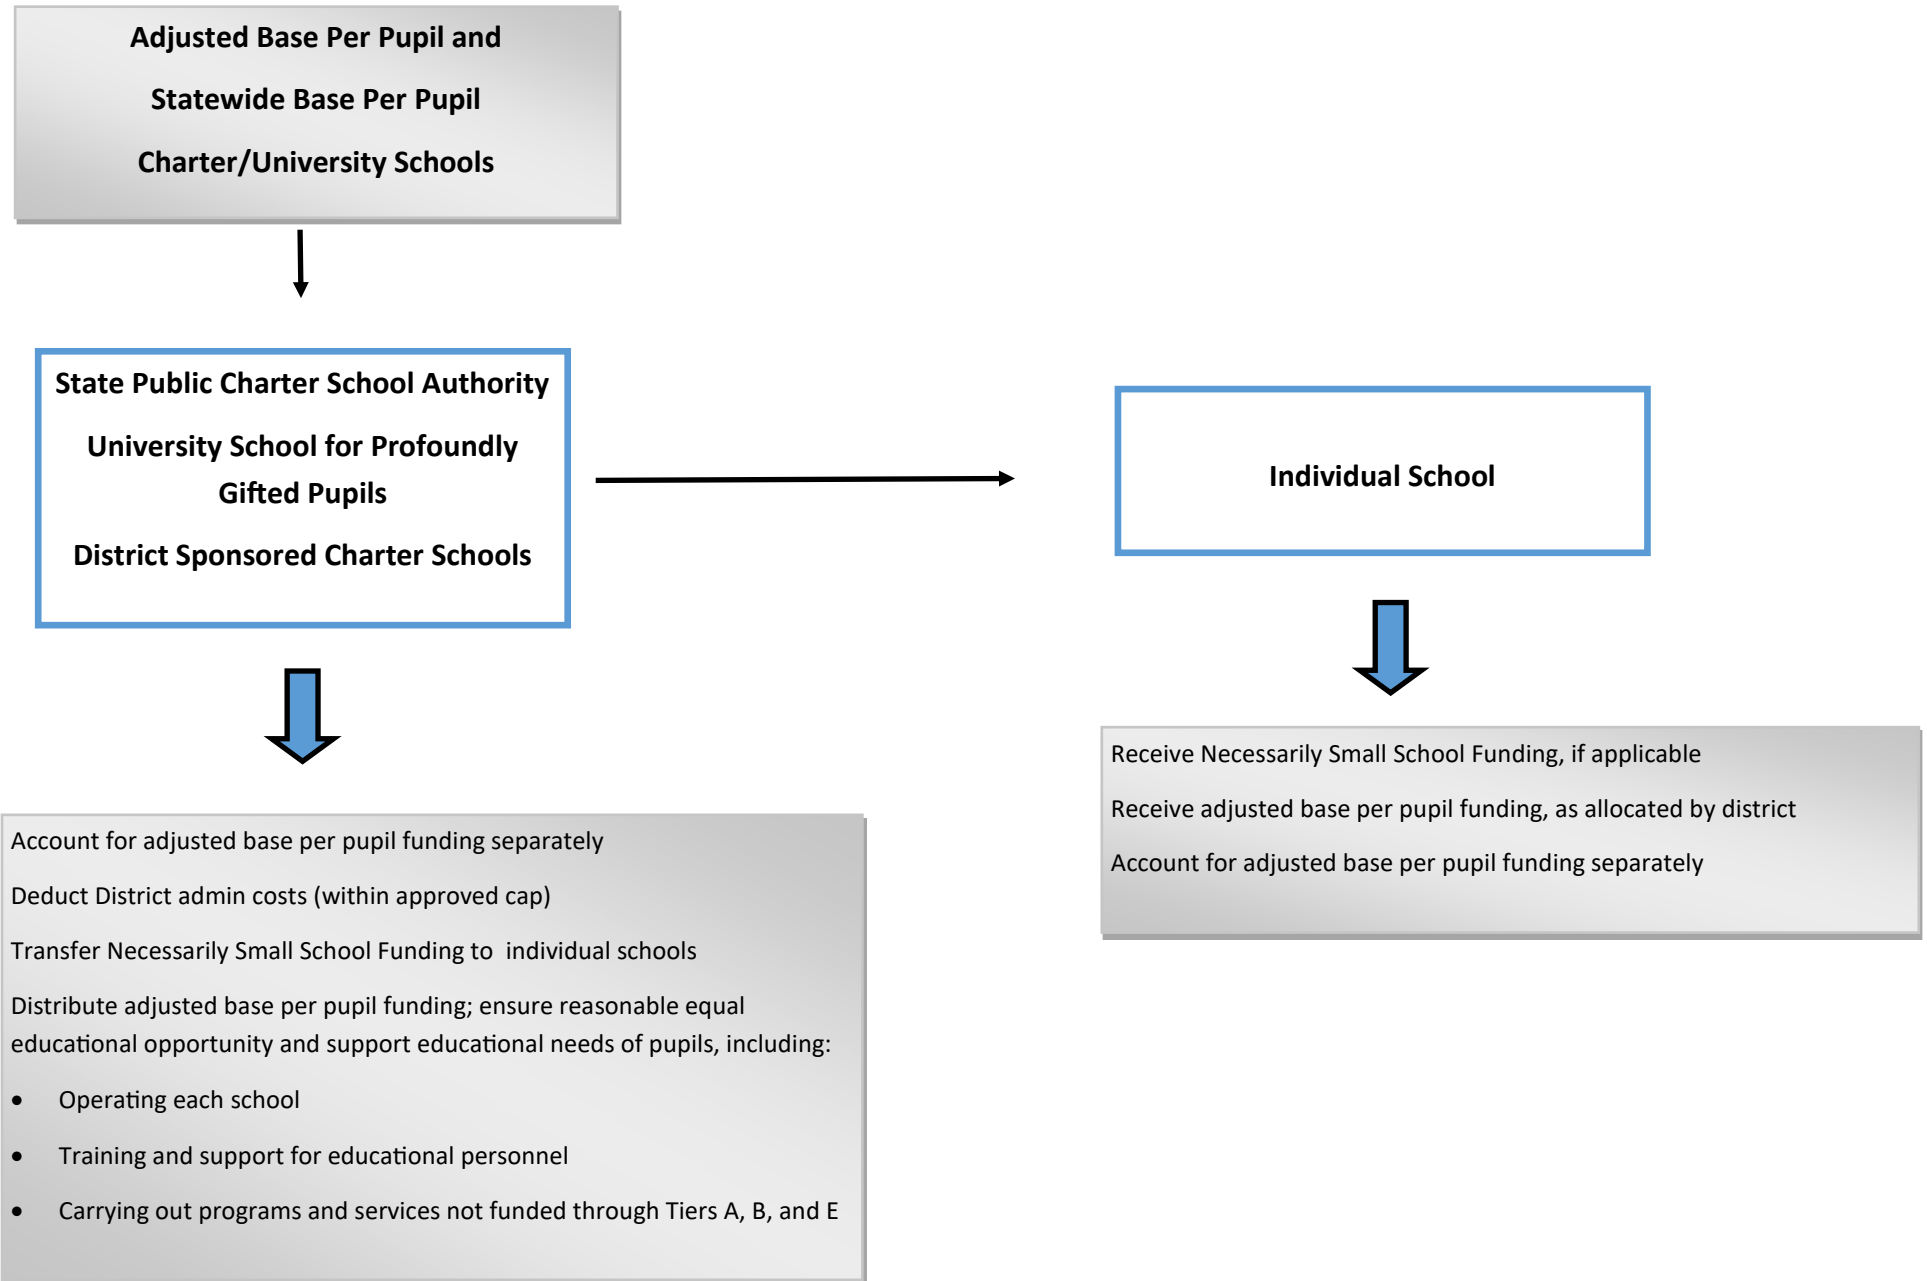 Adjusted Base Per Pupil and
Statewide Base Per Pupil
Charter/University Schools
State Public Charter School Authority
University School for Profoundly
Gifted Pupils
District Sponsored Charter Schools
Individual School
Account for adjusted base per pupil funding separately
Deduct District admin costs (within approved cap)
Transfer Necessarily Small School Funding to  individual schools
Distribute adjusted base per pupil funding; ensure reasonable equal
educational opportunity and support educational needs of pupils, including:
• Operating each school
• Training and support for educational personnel
• Carrying out programs and services not funded through Tiers A, B, and E
Receive Necessarily Small School Funding, if applicable
Receive adjusted base per pupil funding, as allocated by district
Account for adjusted base per pupil funding separately